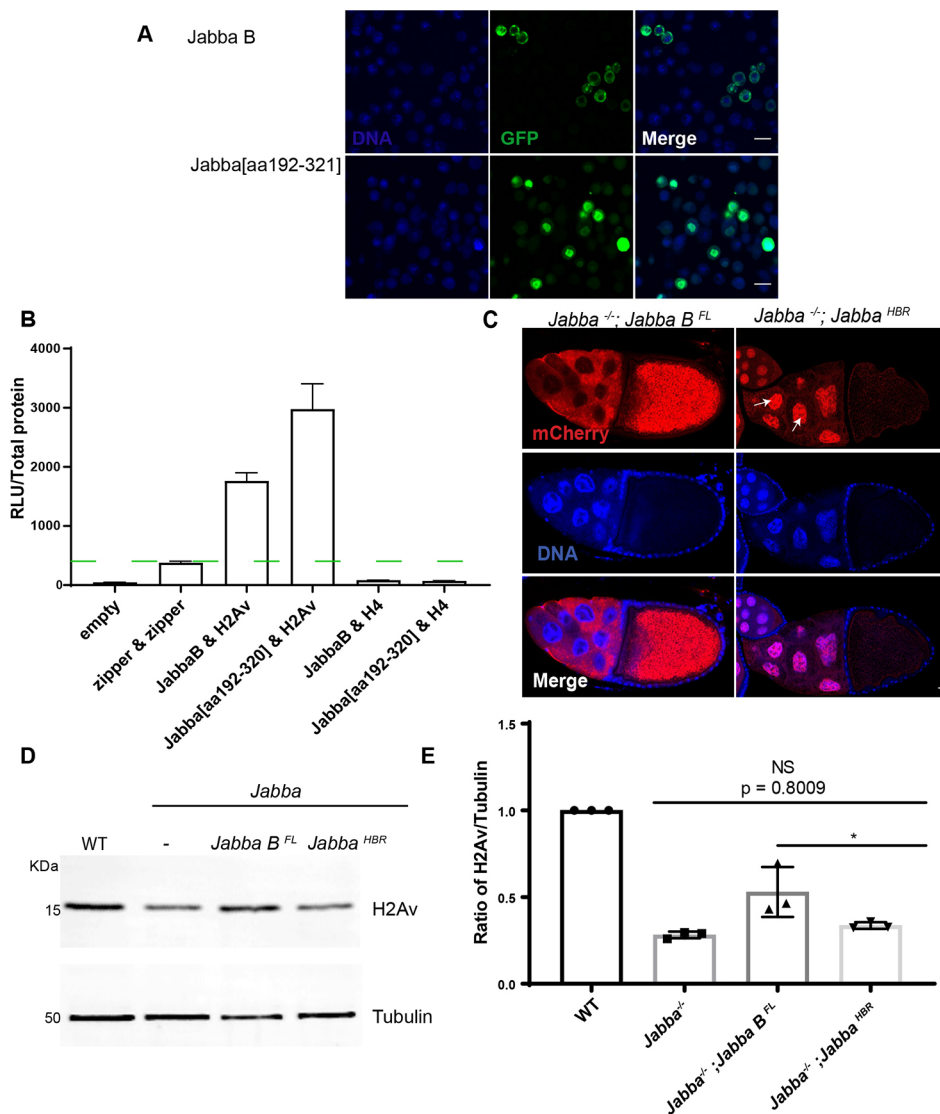 A
Jabba B
DNA
GFP
Merge
Jabba[aa192-321]
B
RLU/Total protein
4000
3000
2000
1000
0
empty
zipper & zipper
JabbaB & H2Av
Jabba[aa192-320] & H2Av
JabbaB & H4
Jabba[aa192-320] & H4
C
Jabba -/-; Jabba B FL
Jabba -/-; Jabba HBR
mCherry
DNA
Merge
D
Jabba
WT
-
Jabba B FL
Jabba HBR
KDa
15
H2Av
50
Tubulin
E
Ratio of H2Av/Tubulin
1.5
1.0
0.5
0.0
NS
p = 0.8009
*
WT
Jabba-/-
Jabba-/-;Jabba B FL
Jabba-/-;Jabba HBR